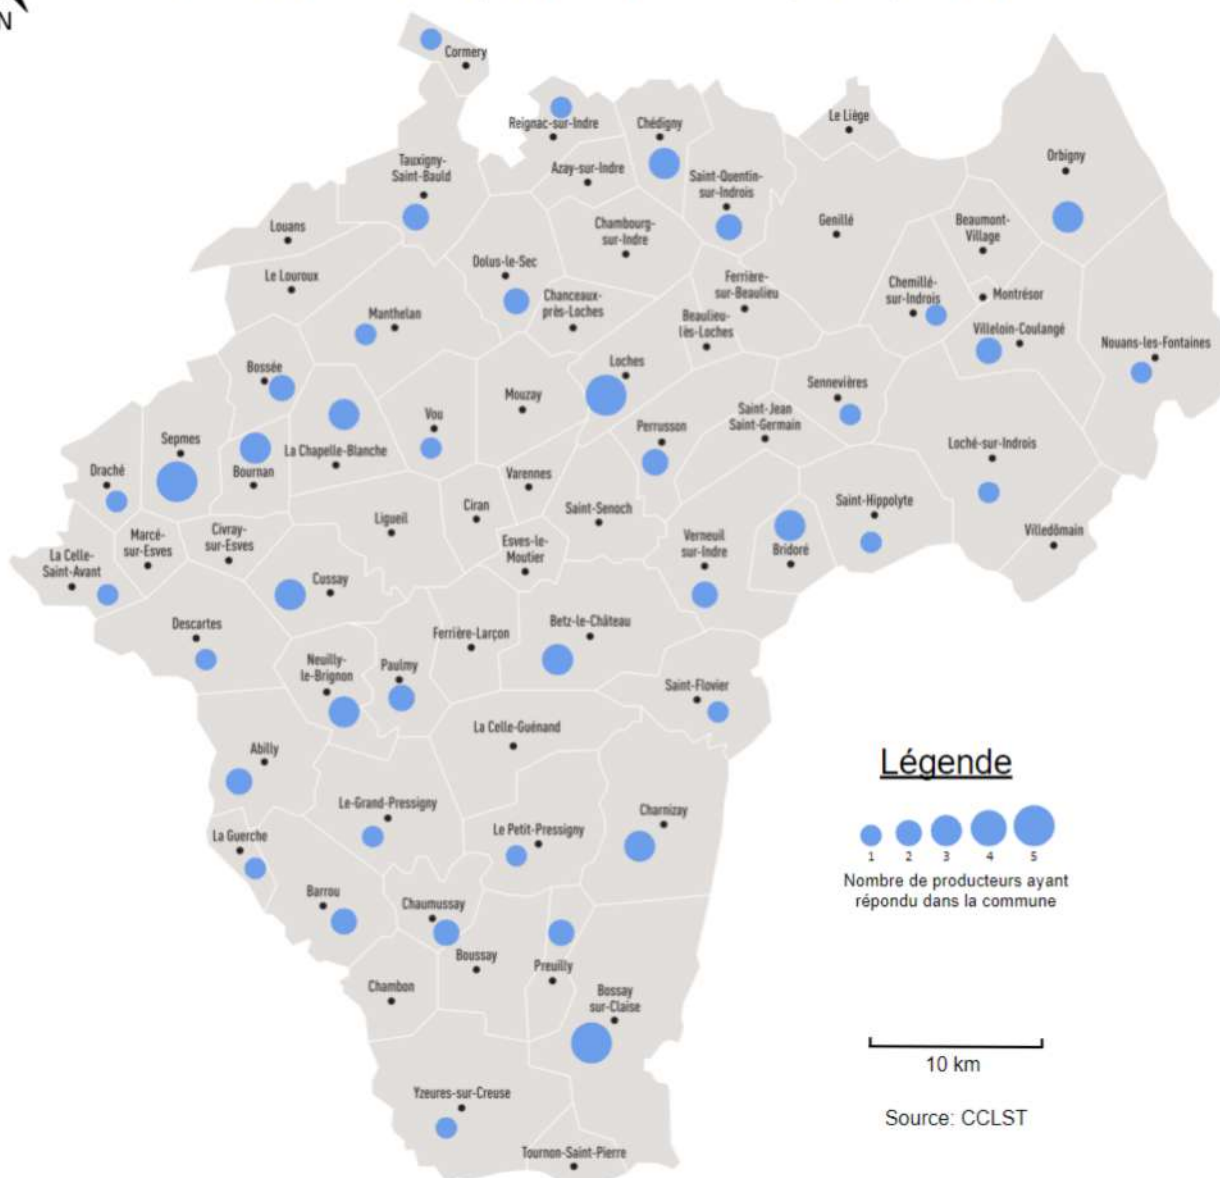 N
Cormery
Reignac-sur-Indre
Chédigny
Le Liège
Orbigny
Tauxigny-
Saint-Bauld
Azay-sur-Indre
Saint-Quentin-
sur-Indrois
Louans
Chambourg-
sur-Indre
Genillé
Beaumont-
Village
Le Louroux
Dolus-le-Sec
Chanceaux-
près-Loches
Ferrière-
sur-Beaulieu
Chemillé-
sur-Indrois
Montrésor
Manthelan
Beaulieu-
lès-Loches
Villeloin-Coulangé
Nouans-les-Fontaines
Bossée
Loches
Mouzay
Sennevières
Vou
Saint-Jean
Saint-Germain
Perrusson
Sepmes
La Chapelle-Blanche
Loché-sur-Indrois
Draché
Bournan
Varennes
Ligueil
Ciran
Saint-Senoch
Saint-Hippolyte
Marcé-
sur-Esves
Civray-
sur-Esves
Esves-le-
Moutier
Verneuil
sur-Indre
Bridoré
Villedômain
La Celle-
Saint-Avant
Cussay
Descartes
Ferrière-Larçon
Betz-le-Château
Neuilly-
le-Brignon
Paulmy
Saint-Flovier
La Celle-Guénand
Abilly
Légende
Le-Grand-Pressigny
Charnizay
La Guerche
Le Petit-Pressigny
1 2 3 4 5
Nombre de producteurs ayant
répondu dans la commune
Barrou
Chaumussay
Boussay
Preuilly
Chambon
Bossay
sur-Claise
10 km
Yzeures-sur-Creuse
Source: CCLST
Tournon-Saint-Pierre